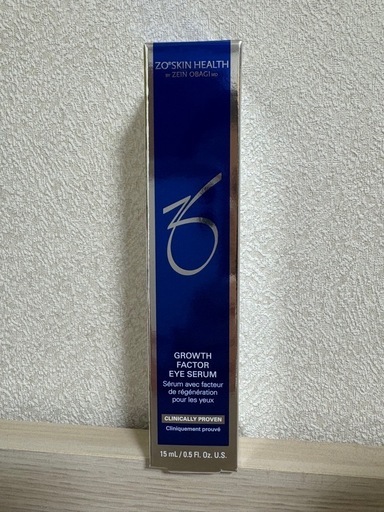 ZO® SKIN HEALTH
BY ZEIN OBAGI MD
GROWTH
FACTOR
EYE SERUM
Sérum avec facteur
de régénération
pour les yeux
CLINICALLY PROVEN
Cliniquement prouvé
15 mL / 0.5 Fl. Oz. U.S.